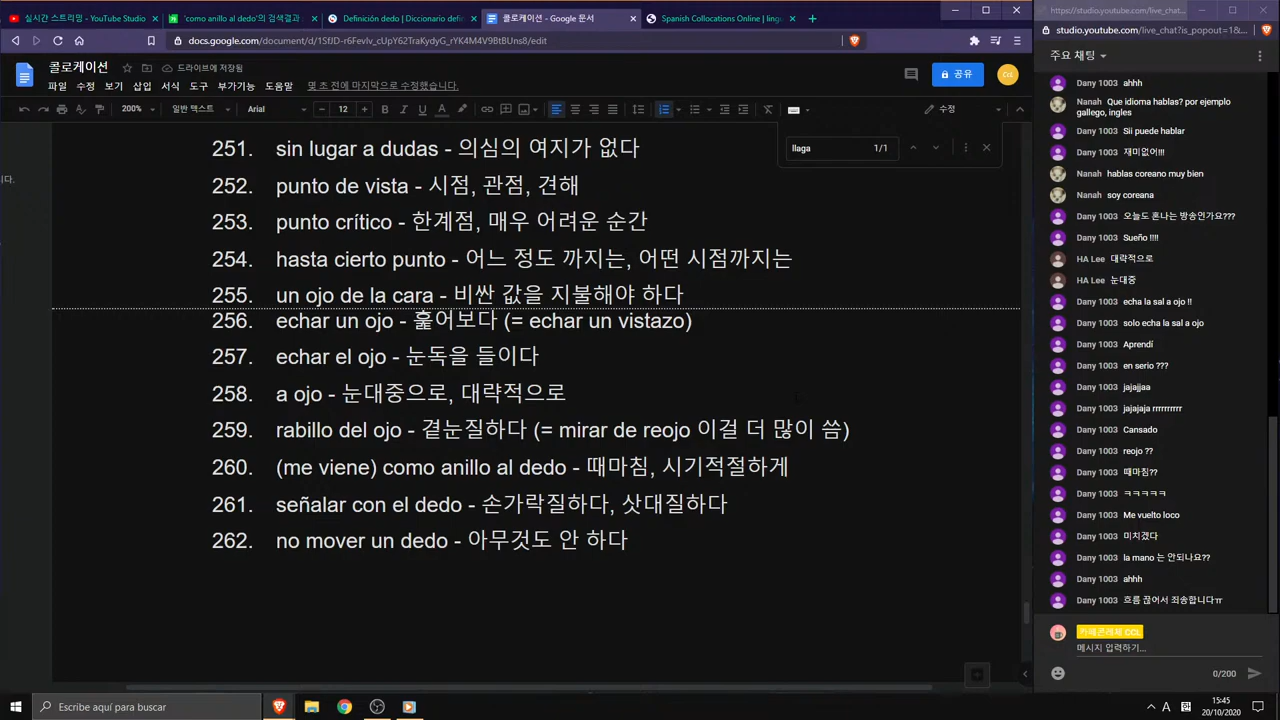 실시간 스트리밍 - YouTube Studio
'como anillo al dedo'의 검색결과
Definición dedo | Diccionario defin
콜로케이션 - Google 문서
Spanish Collocations Online | lingu
https://studio.youtube.com/live_chat...
docs.google.com/document/d/1SfJD-r6Fevlv_cUpY62TraKydyG_rYK4M4V9BtBUns8/edit
studio.youtube.com/live_chat?is_popout=1&...
콜로케이션
드라이브에 저장됨
파일 수정 보기 삽입 서식 도구 부가기능 도움말 몇 초 전에 마지막으로 수정했습니다.
공유
200% 일반 텍스트 Arial 12 수정
llaga 1/1
니다.
251. sin lugar a dudas - 의심의 여지가 없다
252. punto de vista - 시점, 관점, 견해
253. punto crítico - 한계점, 매우 어려운 순간
254. hasta cierto punto - 어느 정도 까지는, 어떤 시점까지는
255. un ojo de la cara - 비싼 값을 지불해야 하다
256. echar un ojo - 훑어보다 (= echar un vistazo)
257. echar el ojo - 눈독을 들이다
258. a ojo - 눈대중으로, 대략적으로
259. rabillo del ojo - 곁눈질하다 (= mirar de reojo 이걸 더 많이 씀)
260. (me viene) como anillo al dedo - 때마침, 시기적절하게
261. señalar con el dedo - 손가락질하다, 삿대질하다
262. no mover un dedo - 아무것도 안 하다
주요 채팅
Dany 1003 ahhh
Nanah Que idioma hablas? por ejemplo
gallego, ingles
Dany 1003 Sii puede hablar
Dany 1003 재미없어!!!
Nanah hablas coreano muy bien
Nanah soy coreana
Dany 1003 오늘도 혼나는 방송인가요???
Dany 1003 Sueño !!!!
HA Lee 대략적으로
HA Lee 눈대중
Dany 1003 echa la sal a ojo !!
Dany 1003 solo echa la sal a ojo
Dany 1003 Aprendí
Dany 1003 en serio ???
Dany 1003 jajajjaa
Dany 1003 jajajaja rrrrrrrrrr
Dany 1003 Cansado
Dany 1003 reojo ??
Dany 1003 때마침??
Dany 1003 ㅋㅋㅋㅋㅋ
Dany 1003 Me vuelto loco
Dany 1003 미치겠다
Dany 1003 la mano 는 안되나요??
Dany 1003 ahhh
Dany 1003 흐름 끊어서 죄송합니다ㅠ
카페콘레체 CCL
메시지 입력하기...
0/200
Escribe aquí para buscar
15:45
20/10/2020